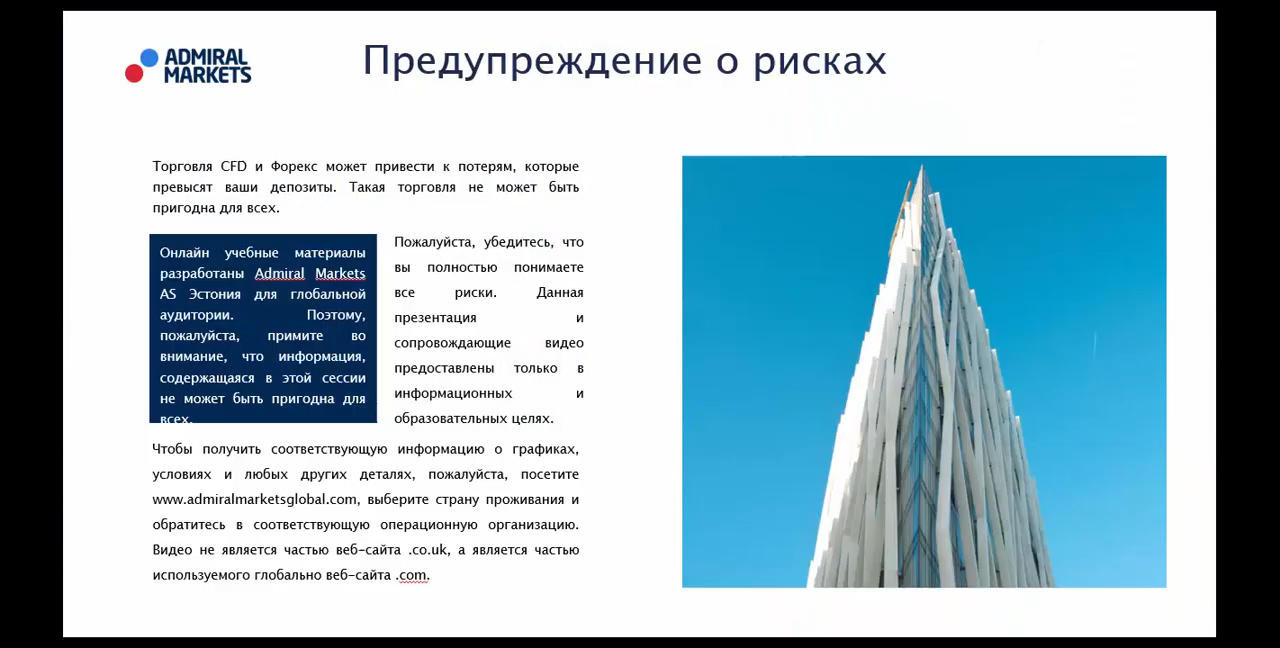 ADMIRAL
MARKETS
Предупреждение о рисках
Торговля CFD и Форекс может привести к потерям, которые
превысят ваши депозиты. Такая торговля не может быть
пригодна для всех.
Онлайн учебные материалы
разработаны Admiral Markets
AS Эстония для глобальной
аудитории. Поэтому,
пожалуйста, примите во
внимание, что информация,
содержащаяся в этой сессии
не может быть пригодна для
всех.
Пожалуйста, убедитесь, что
вы полностью понимаете
все риски. Данная
презентация и
сопровождающие видео
предоставлены только в
информационных и
образовательных целях.
Чтобы получить соответствующую информацию о графиках,
условиях и любых других деталях, пожалуйста, посетите
www.admiralmarketsglobal.com, выберите страну проживания и
обратитесь в соответствующую операционную организацию.
Видео не является частью веб-сайта .co.uk, а является частью
используемого глобально веб-сайта .com.